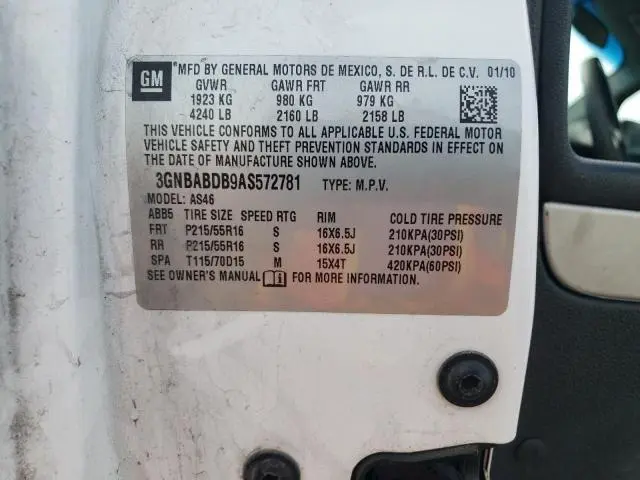 GM
MFD BY GENERAL MOTORS DE MEXICO, S. DE R.L. DE C.V. 01/10
GVWR GAWR FRT GAWR RR
1923 KG 980 KG 979 KG
4240 LB 2160 LB 2158 LB
THIS VEHICLE CONFORMS TO ALL APPLICABLE U.S. FEDERAL MOTOR
VEHICLE SAFETY AND THEFT PREVENTION STANDARDS IN EFFECT ON
THE DATE OF MANUFACTURE SHOWN ABOVE.
3GNBABDB9AS572781 TYPE: M.P.V.
MODEL: AS46
ABB5 TIRE SIZE SPEED RTG RIM COLD TIRE PRESSURE
FRT P215/55R16 S 16X6.5J 210KPA(30PSI)
RR P215/55R16 S 16X6.5J 210KPA(30PSI)
SPA T115/70D15 M 15X4T 420KPA(60PSI)
SEE OWNER'S MANUAL FOR MORE INFORMATION.